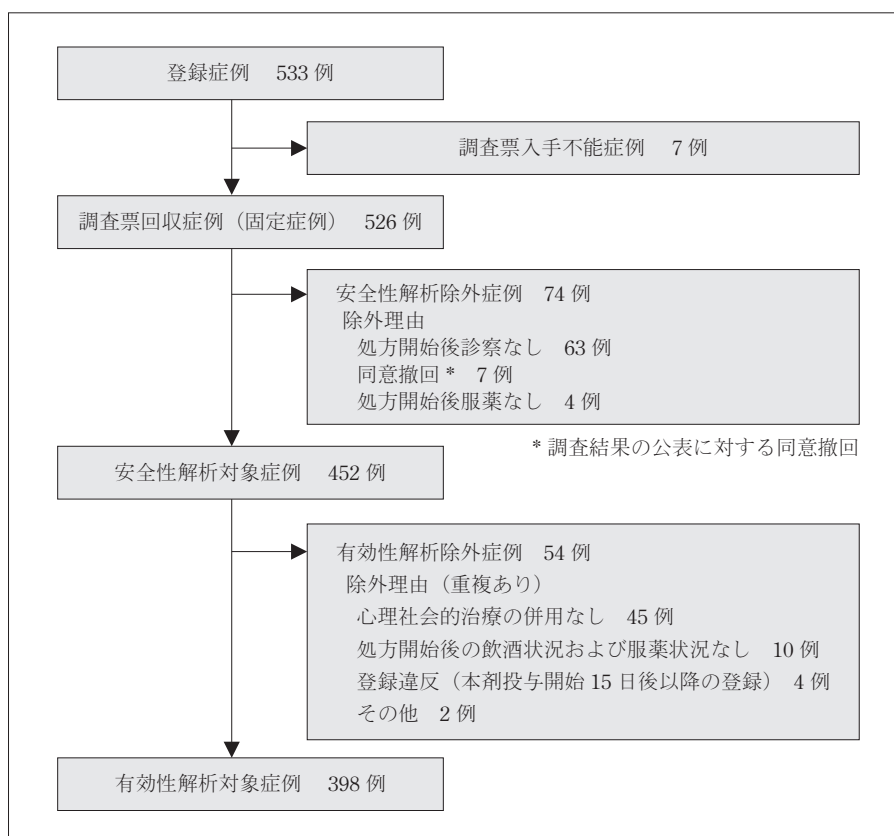 登録症例 533 例
調査票入手不能症例 7 例
調査票回収症例（固定症例） 526 例
安全性解析除外症例 74 例
除外理由
処方開始後診察なし 63 例
同意撤回 * 7 例
処方開始後服薬なし 4 例
* 調査結果の公表に対する同意撤回
安全性解析対象症例 452 例
有効性解析除外症例 54 例
除外理由（重複あり）
心理社会的治療の併用なし 45 例
処方開始後の飲酒状況および服薬状況なし 10 例
登録違反（本剤投与開始 15 日後以降の登録） 4 例
その他 2 例
有効性解析対象症例 398 例